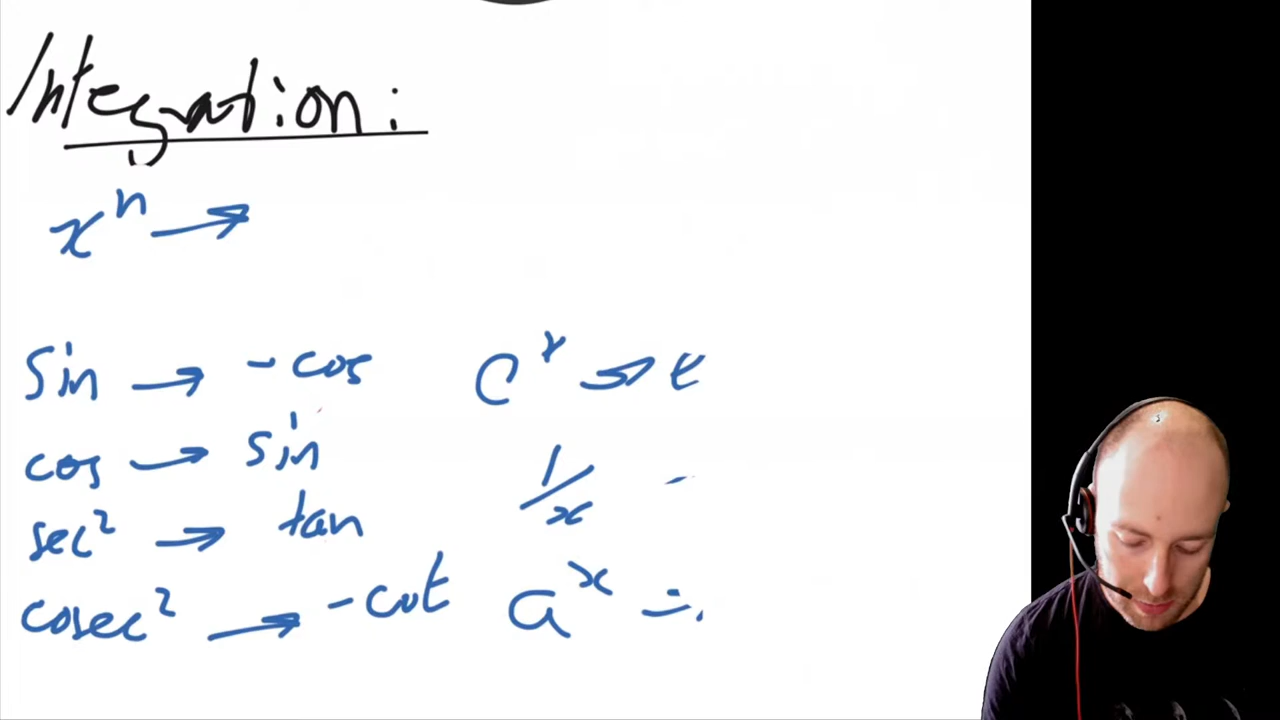 Integration:
xⁿ →
sin → -cos
cos → sin
sec² → tan
cosec² → -cot
eˣ → e
1/x -
aˣ